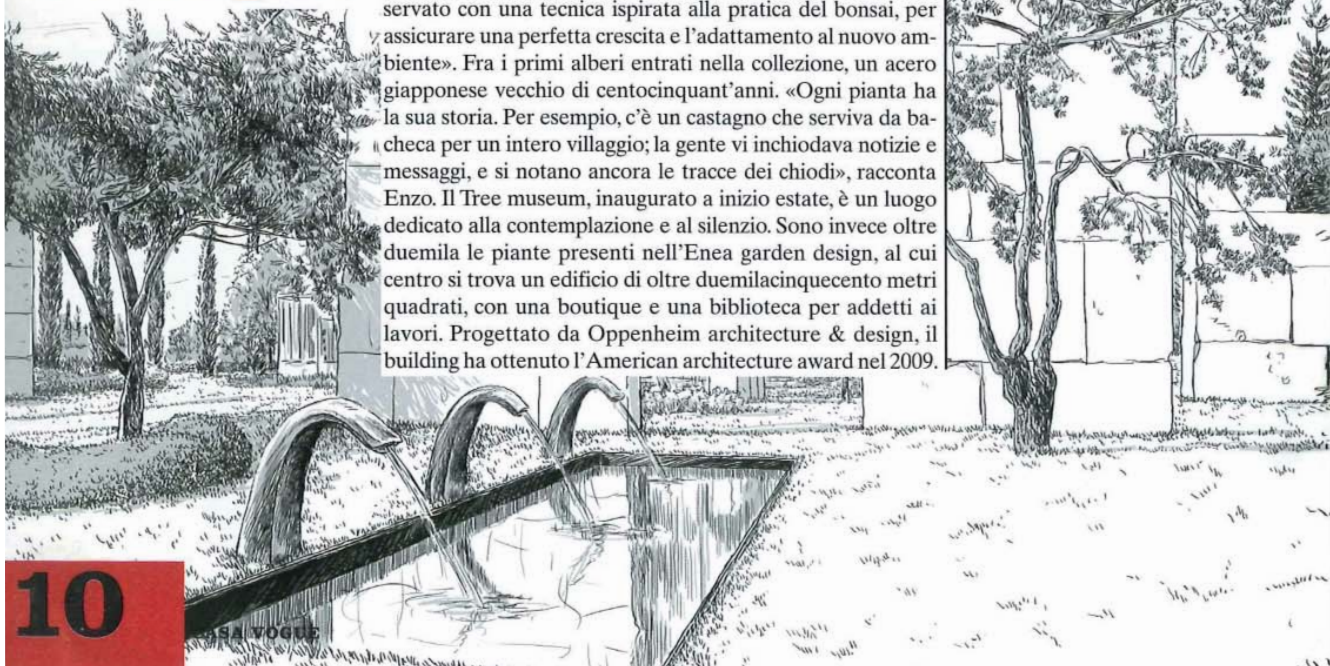 servato con una tecnica ispirata alla pratica del bonsai, per
assicurare una perfetta crescita e l'adattamento al nuovo am-
biente». Fra i primi alberi entrati nella collezione, un acero
giapponese vecchio di centocinquant'anni. «Ogni pianta ha
la sua storia. Per esempio, c'è un castagno che serviva da ba-
checa per un intero villaggio; la gente vi inchiodava notizie e
messaggi, e si notano ancora le tracce dei chiodi», racconta
Enzo. Il Tree museum, inaugurato a inizio estate, è un luogo
dedicato alla contemplazione e al silenzio. Sono invece oltre
duemila le piante presenti nell'Enea garden design, al cui
centro si trova un edificio di oltre duemilacinquecento metri
quadrati, con una boutique e una biblioteca per addetti ai
lavori. Progettato da Oppenheim architecture & design, il
building ha ottenuto l'American architecture award nel 2009.
10
CASA VOGUE